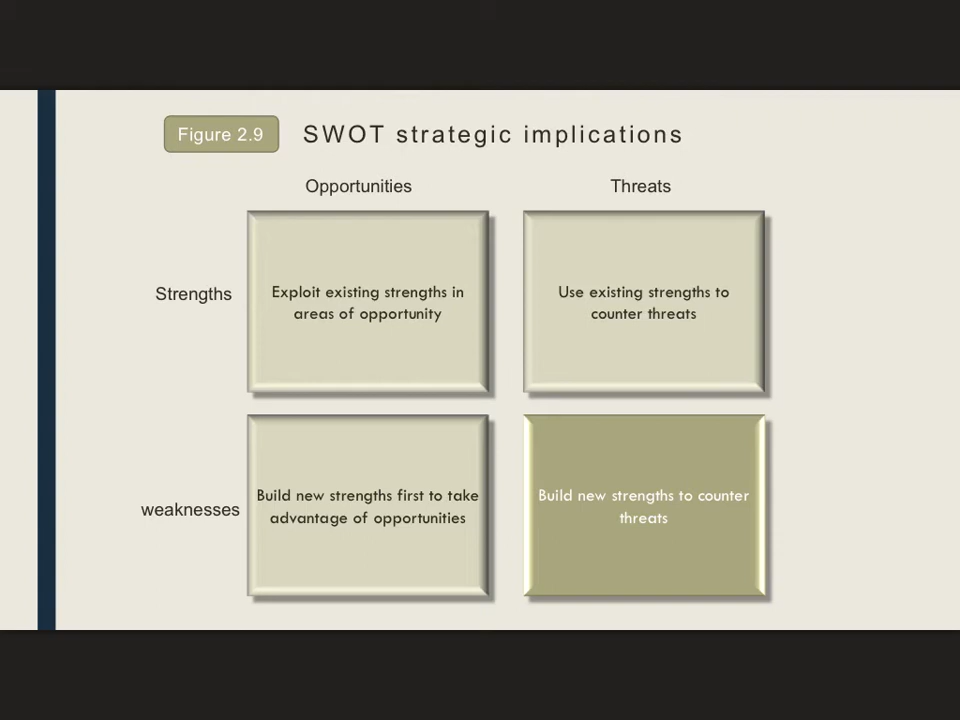 Figure 2.9
SWOT strategic implications
Opportunities
Threats
Strengths
Exploit existing strengths in
areas of opportunity
Use existing strengths to
counter threats
weaknesses
Build new strengths first to take
advantage of opportunities
Build new strengths to counter
threats